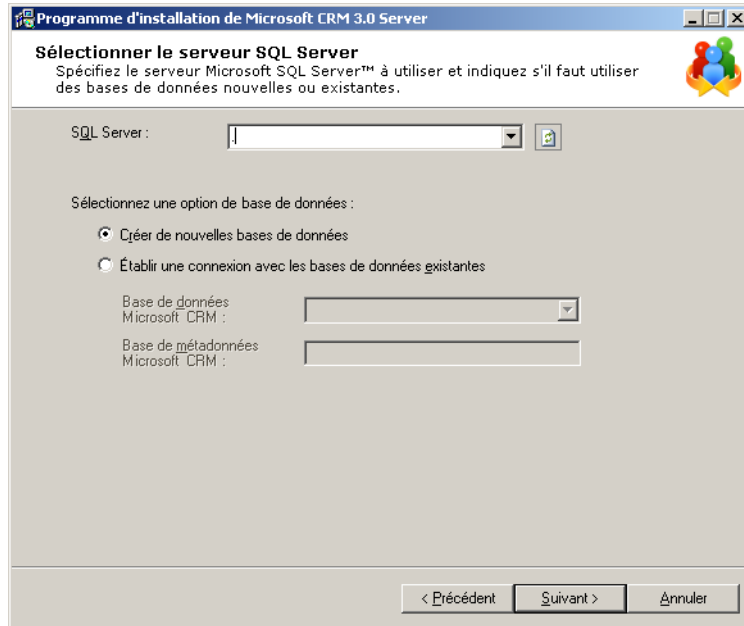 Programme d'installation de Microsoft CRM 3.0 Server
Sélectionner le serveur SQL Server
Spécifiez le serveur Microsoft SQL Server™ à utiliser et indiquez s'il faut utiliser
des bases de données nouvelles ou existantes.
SQL Server :
.
Sélectionnez une option de base de données :
Créer de nouvelles bases de données
Établir une connexion avec les bases de données existantes
Base de données
Microsoft CRM :
Base de métadonnées
Microsoft CRM :
< Précédent
Suivant >
Annuler